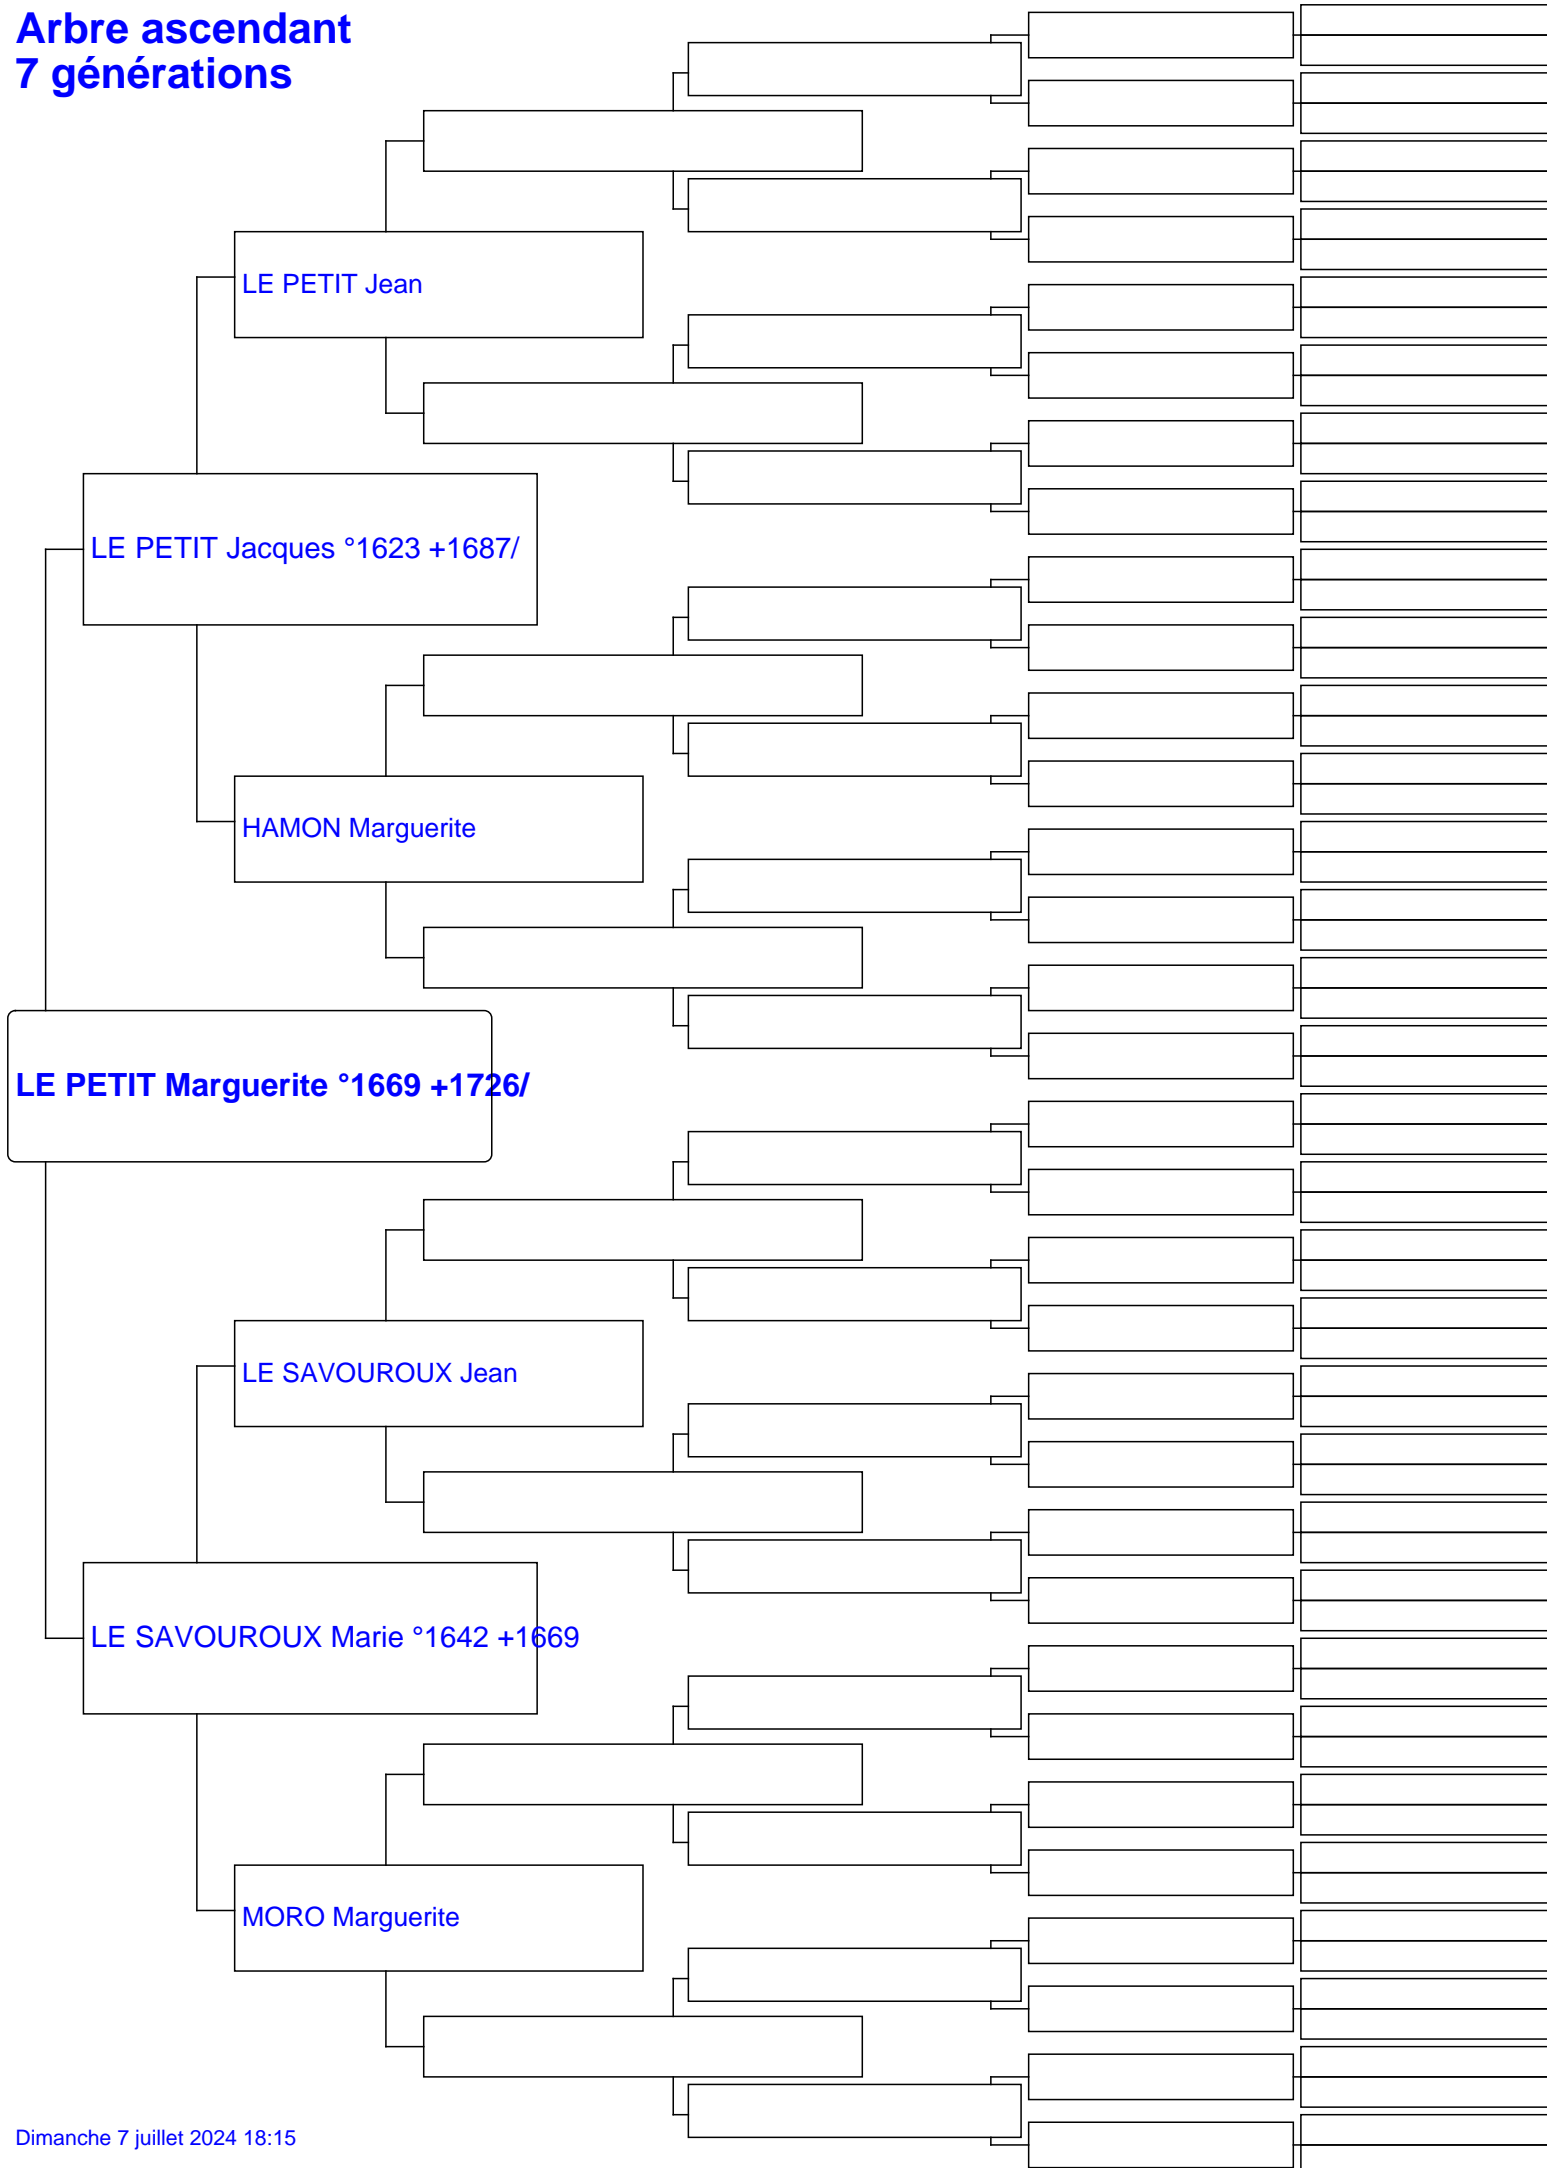 Arbre ascendant
7 générations
LE PETIT Jean
LE PETIT Jacques °1623 +1687/
HAMON Marguerite
LE PETIT Marguerite °1669 +1726/
LE SAVOUROUX Jean
LE SAVOUROUX Marie °1642 +1669
MORO Marguerite
Dimanche 7 juillet 2024 18:15